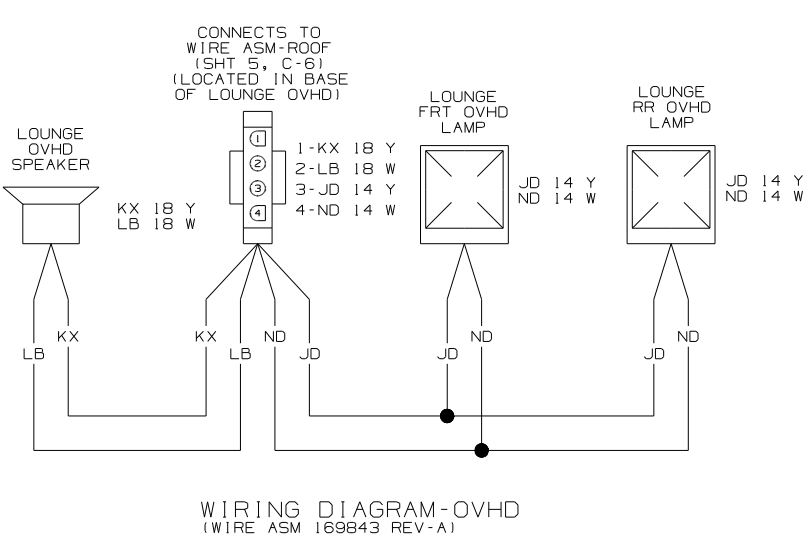 CONNECTS TO
WIRE ASM-ROOF
(SHT 5, C-6)
(LOCATED IN BASE
OF LOUNGE OVHD)
LOUNGE
OVHD
SPEAKER
KX 18 Y
LB 18 W
1
2
3
4
1-KX 18 Y
2-LB 18 W
3-JD 14 Y
4-ND 14 W
LOUNGE
FRT OVHD
LAMP
JD 14 Y
ND 14 W
LOUNGE
RR OVHD
LAMP
JD 14 Y
ND 14 W
LB
KX
KX
LB
ND
JD
JD
ND
JD
ND
WIRING DIAGRAM-OVHD
(WIRE ASM 169843 REV-A)